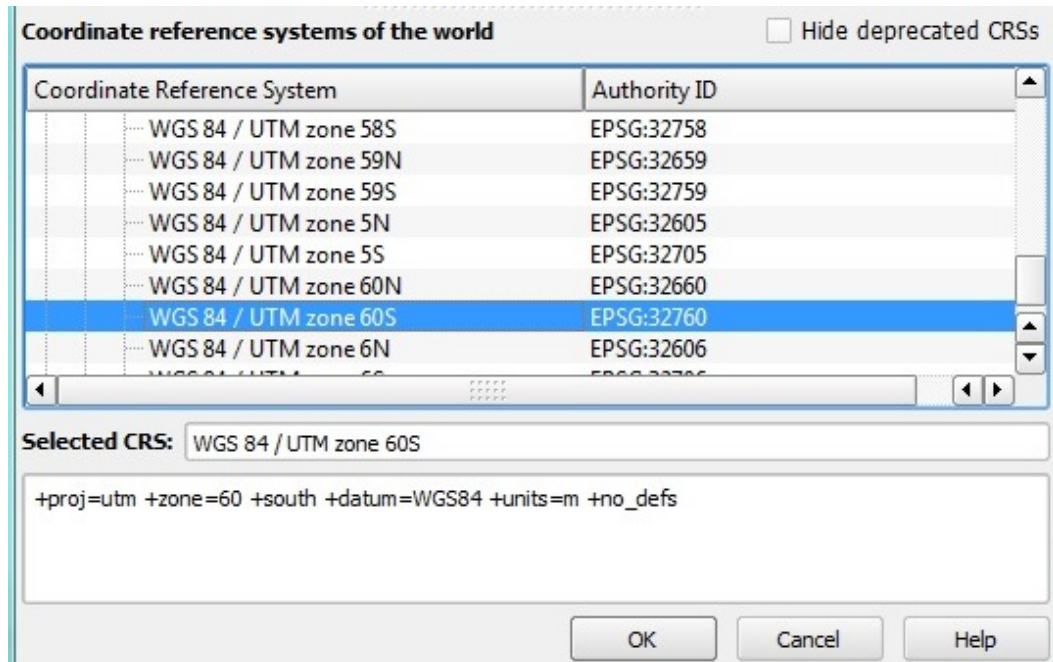 Coordinate reference systems of the world Hide deprecated CRSs
Coordinate Reference System Authority ID
WGS 84 / UTM zone 58S EPSG:32758
WGS 84 / UTM zone 59N EPSG:32659
WGS 84 / UTM zone 59S EPSG:32759
WGS 84 / UTM zone 5N EPSG:32605
WGS 84 / UTM zone 5S EPSG:32705
WGS 84 / UTM zone 60N EPSG:32660
WGS 84 / UTM zone 60S EPSG:32760
WGS 84 / UTM zone 6N EPSG:32606
Selected CRS: WGS 84 / UTM zone 60S
+proj=utm +zone=60 +south +datum=WGS84 +units=m +no_defs
OK Cancel Help